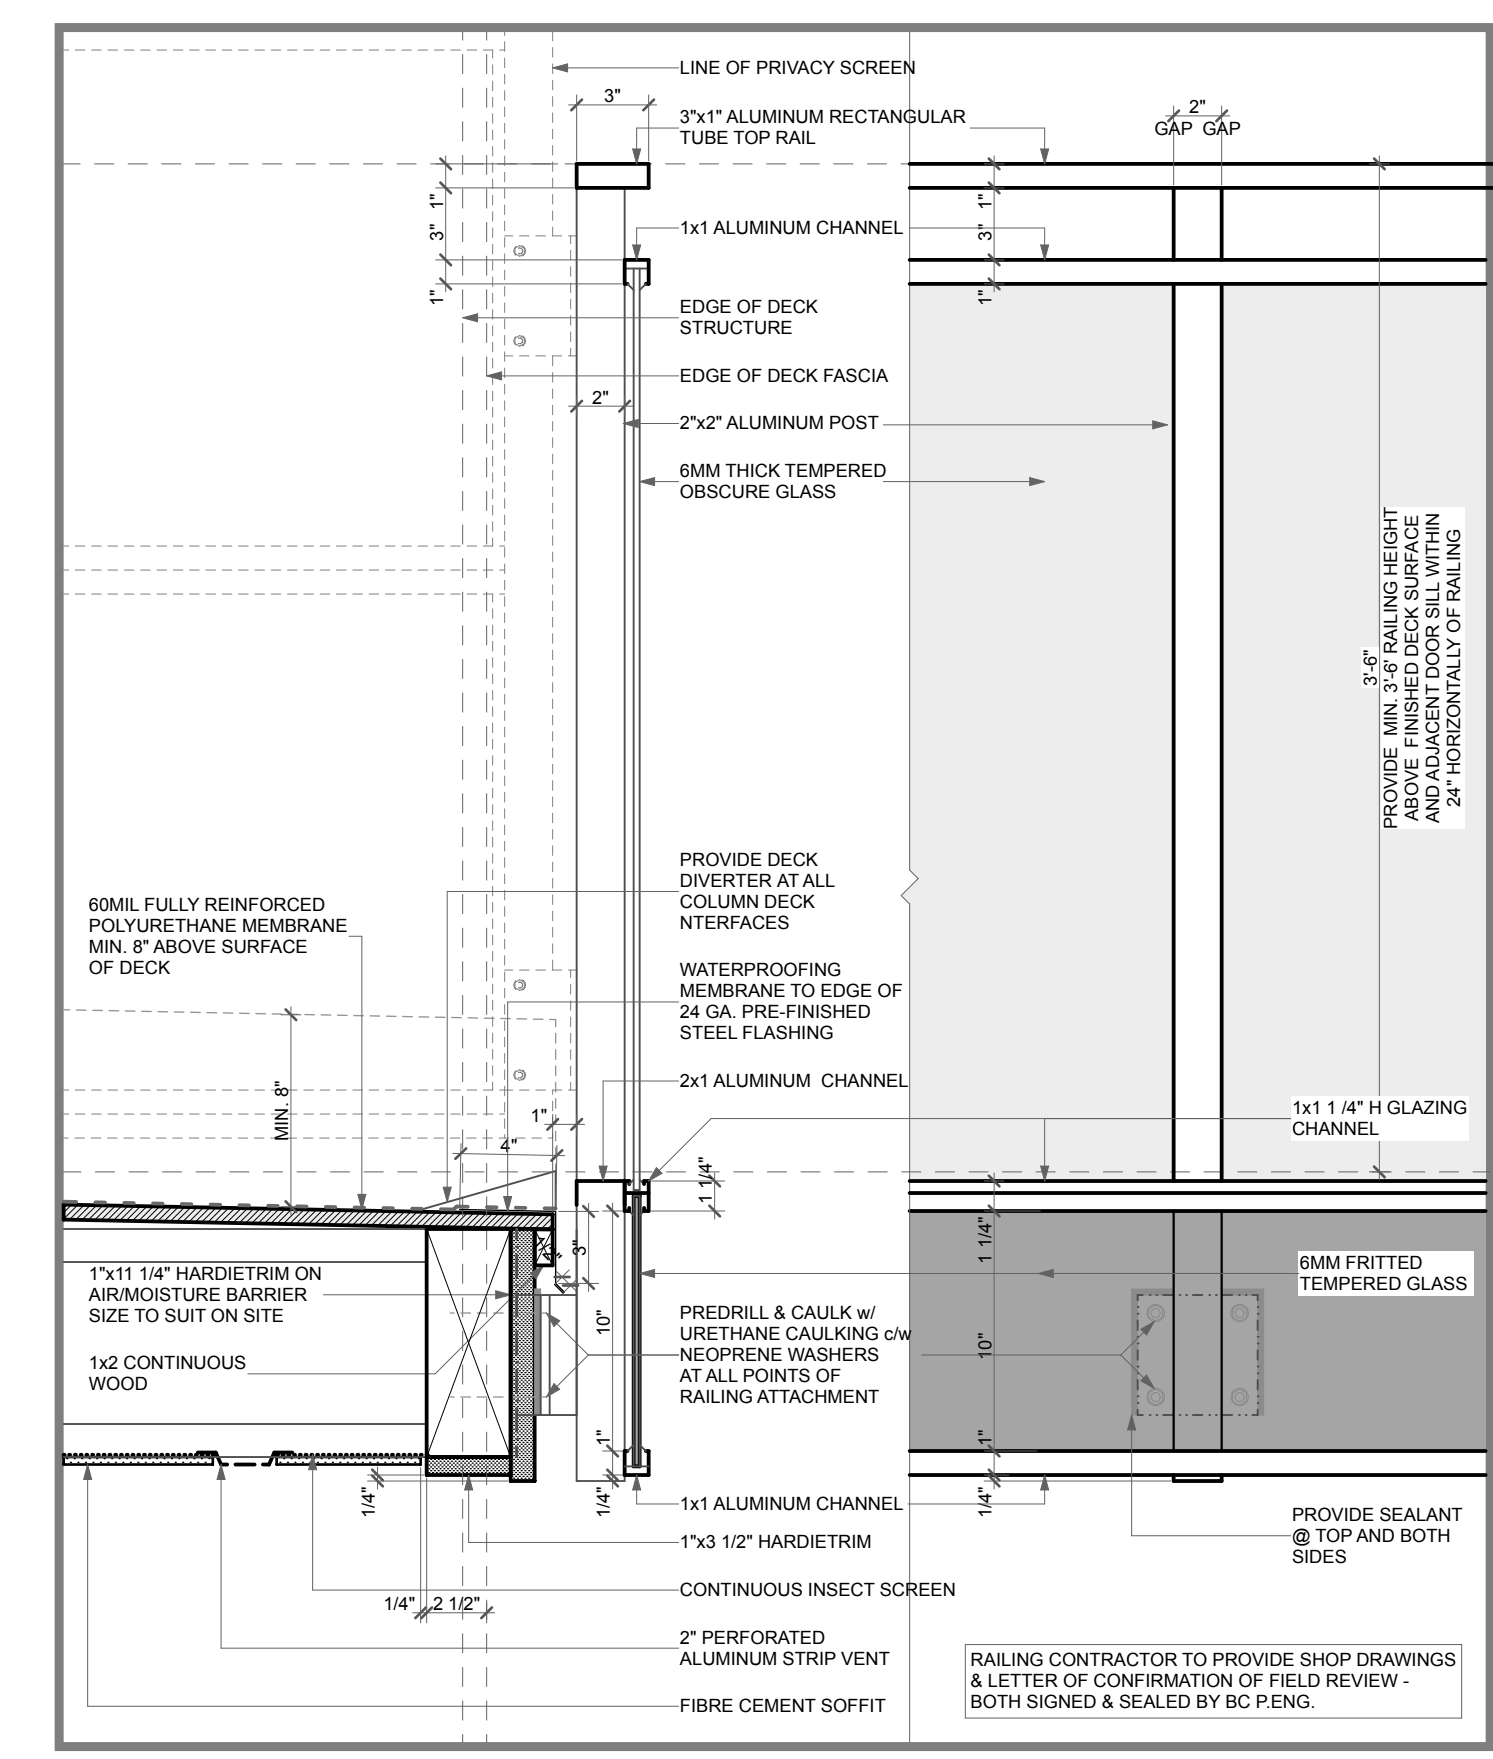 LINE OF PRIVACY SCREEN
3"
3"x1" ALUMINUM RECTANGULAR
TUBE TOP RAIL
2"
GAP GAP
1"
3"
1"
1"
3"
1"
1x1 ALUMINUM CHANNEL
EDGE OF DECK
STRUCTURE
EDGE OF DECK FASCIA
2"
2"x2" ALUMINUM POST
6MM THICK TEMPERED
OBSCURE GLASS
3'-6"
PROVIDE MIN. 3'-6' RAILING HEIGHT
ABOVE FINISHED DECK SURFACE
AND ADJACENT DOOR SILL WITHIN
24" HORIZONTALLY OF RAILING
PROVIDE DECK
DIVERTER AT ALL
COLUMN DECK
NTERFACES
60MIL FULLY REINFORCED
POLYURETHANE MEMBRANE
MIN. 8" ABOVE SURFACE
OF DECK
WATERPROOFING
MEMBRANE TO EDGE OF
24 GA. PRE-FINISHED
STEEL FLASHING
2x1 ALUMINUM CHANNEL
MIN. 8"
1"
4"
1x1 1 /4" H GLAZING
CHANNEL
1 1/4"
1 1/4"
3"
6MM FRITTED
TEMPERED GLASS
1"x11 1/4" HARDIETRIM ON
AIR/MOISTURE BARRIER
SIZE TO SUIT ON SITE
1x2 CONTINUOUS
WOOD
10"
10"
PREDRILL & CAULK w/
URETHANE CAULKING c/w
NEOPRENE WASHERS
AT ALL POINTS OF
RAILING ATTACHMENT
1"
1"
1/4"
1/4"
1/4"
1x1 ALUMINUM CHANNEL
PROVIDE SEALANT
@ TOP AND BOTH
SIDES
1"x3 1/2" HARDIETRIM
CONTINUOUS INSECT SCREEN
1/4"
2 1/2"
2" PERFORATED
ALUMINUM STRIP VENT
FIBRE CEMENT SOFFIT
RAILING CONTRACTOR TO PROVIDE SHOP DRAWINGS
& LETTER OF CONFIRMATION OF FIELD REVIEW -
BOTH SIGNED & SEALED BY BC P.ENG.